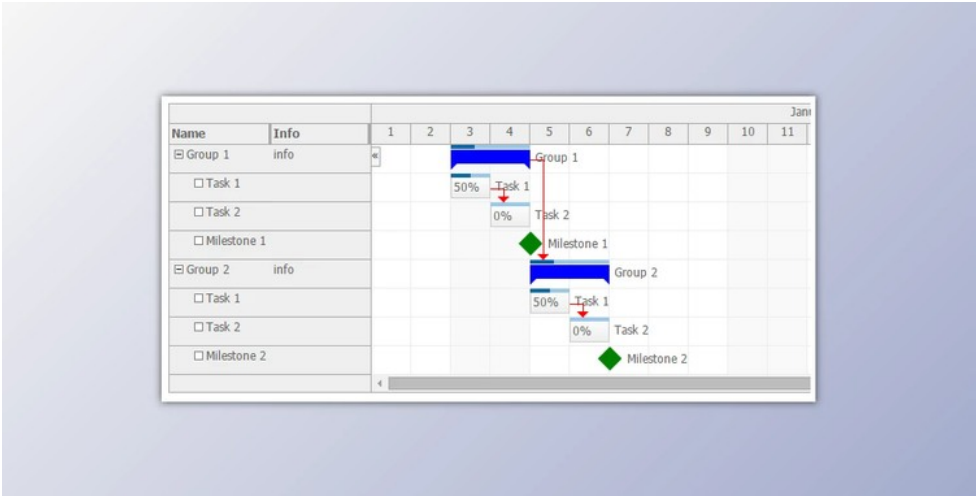 Janu
Name Info 1 2 3 4 5 6 7 8 9 10 11
Group 1 info « Group 1
Task 1 50% Task 1
Task 2 0% Task 2
Milestone 1 Milestone 1
Group 2 info Group 2
Task 1 50% Task 1
Task 2 0% Task 2
Milestone 2 Milestone 2